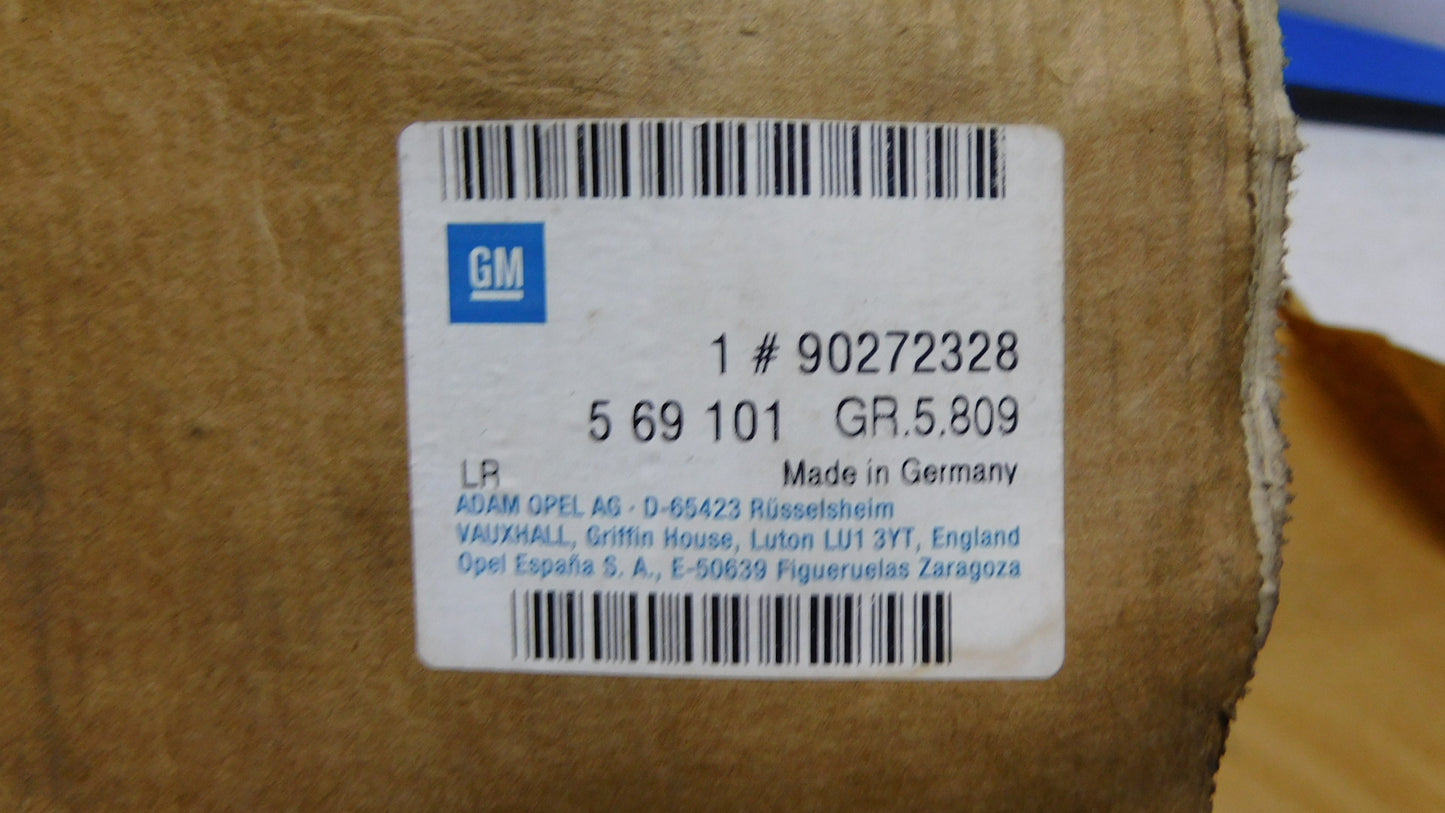 GM
1 # 90272328
5 69 101 GR.5.809
LR Made in Germany
ADAM OPEL AG · D-65423 Rüsselsheim
VAUXHALL, Griffin House, Luton LU1 3YT, England
Opel España S. A., E-50639 Figueruelas Zaragoza